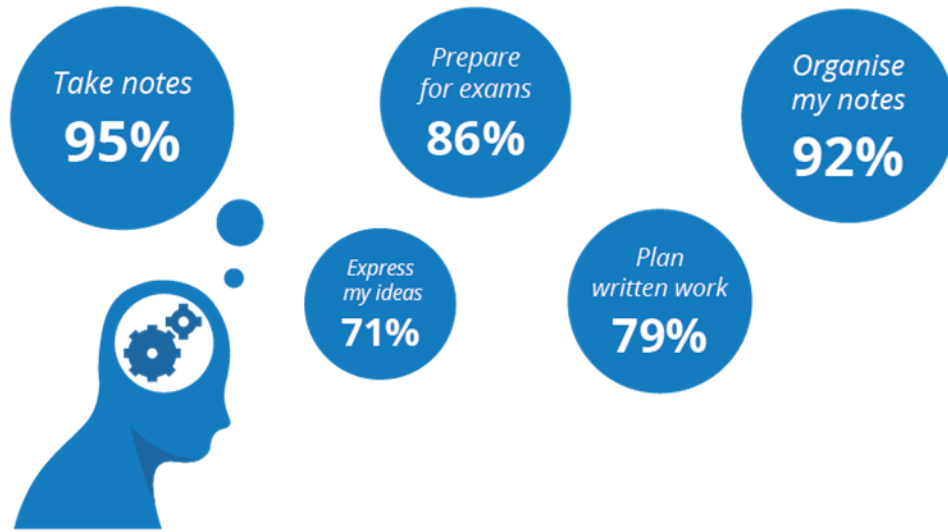 Take notes
95%
Prepare
for exams
86%
Organise
my notes
92%
Express
my ideas
71%
Plan
written work
79%